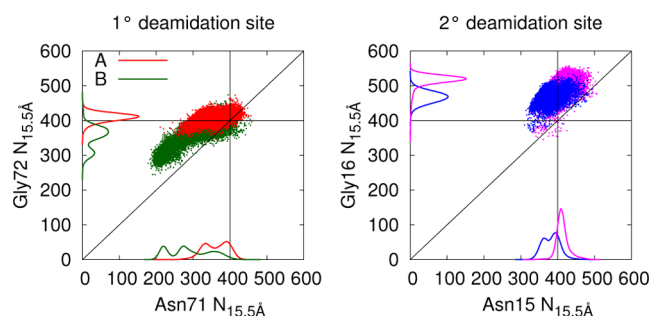 1° deamidation site
Gly72 N15.5Å
600
500
400
300
200
100
0
A
B
0 100 200 300 400 500 600
Asn71 N15.5Å
2° deamidation site
Gly16 N15.5Å
600
500
400
300
200
100
0
0 100 200 300 400 500 600
Asn15 N15.5Å